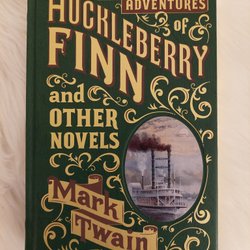 ADVENTURES
of
HUCKLEBERRY
FINN
and
OTHER
NOVELS
Mark
Twain